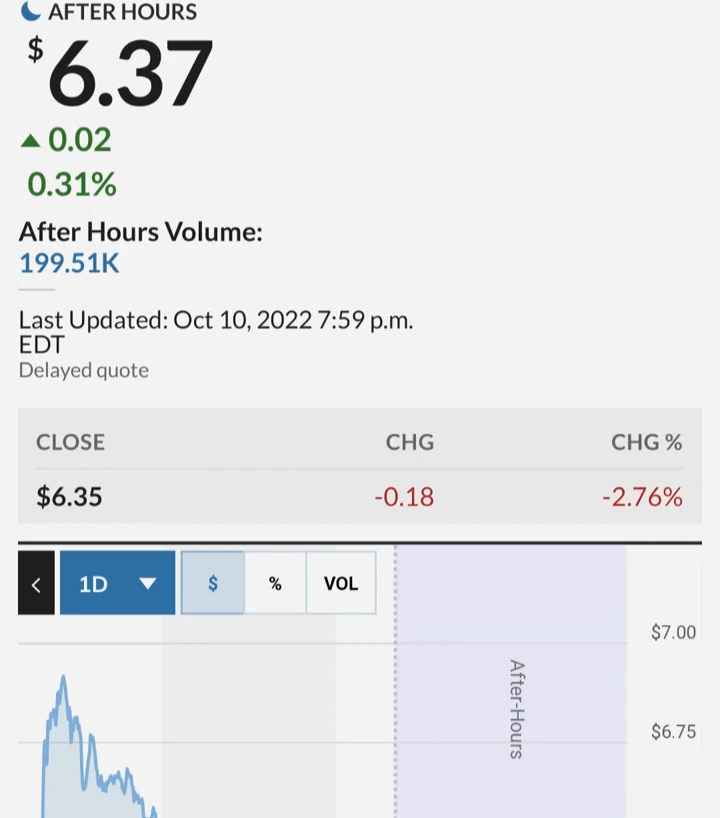 AFTER HOURS
$6.37
0.02
0.31%
After Hours Volume:
199.51K
Last Updated: Oct 10, 2022 7:59 p.m.
EDT
Delayed quote
CLOSE CHG CHG %
$6.35 -0.18 -2.76%
1D $ % VOL
$7.00
After-Hours
$6.75